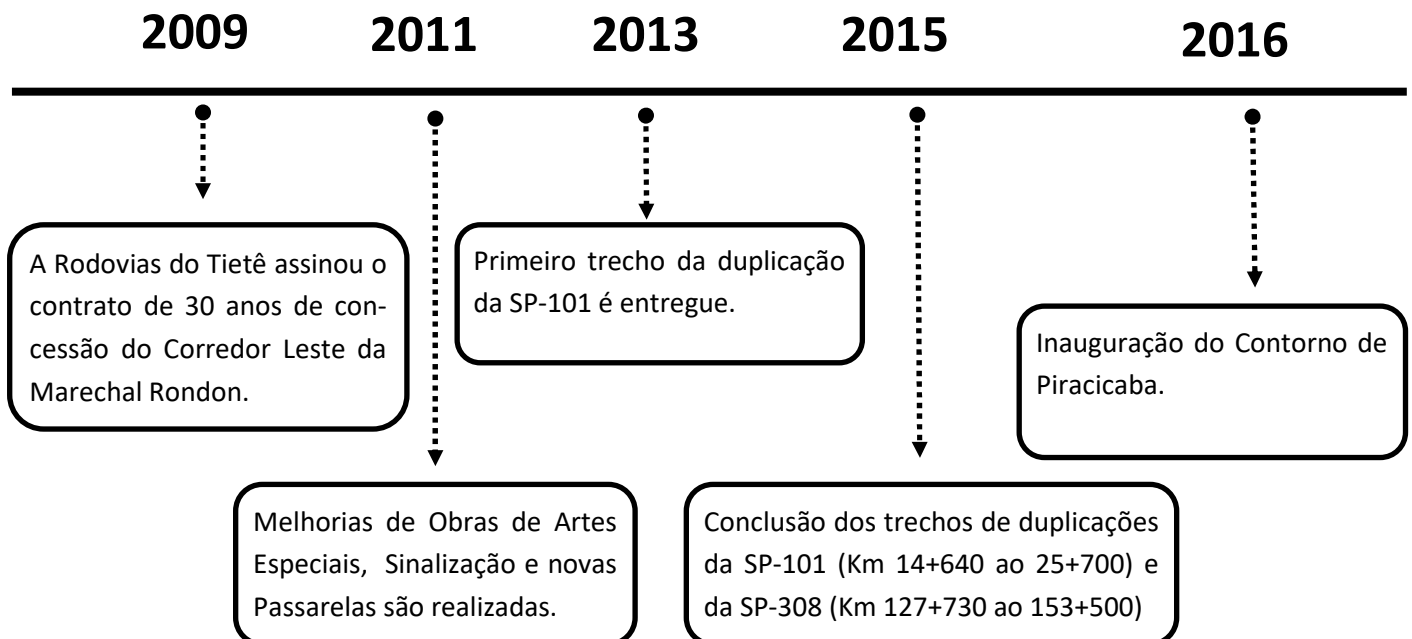 2009
2011
2013
2015
2016
A Rodovias do Tietê assinou o
contrato de 30 anos de con-
cessão do Corredor Leste da
Marechal Rondon.
Primeiro trecho da duplicação
da SP-101 é entregue.
Inauguração do Contorno de
Piracicaba.
Melhorias de Obras de Artes
Especiais, Sinalização e novas
Passarelas são realizadas.
Conclusão dos trechos de duplicações
da SP-101 (Km 14+640 ao 25+700) e
da SP-308 (Km 127+730 ao 153+500)